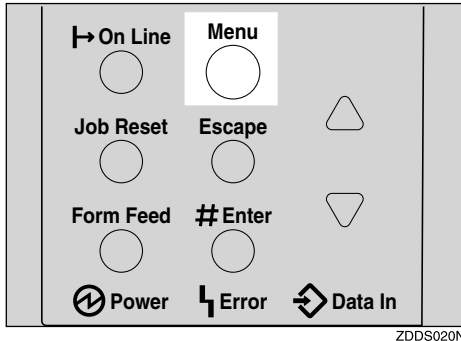 On Line Menu
Job Reset Escape
Form Feed # Enter
Power Error Data In
ZDDS020N